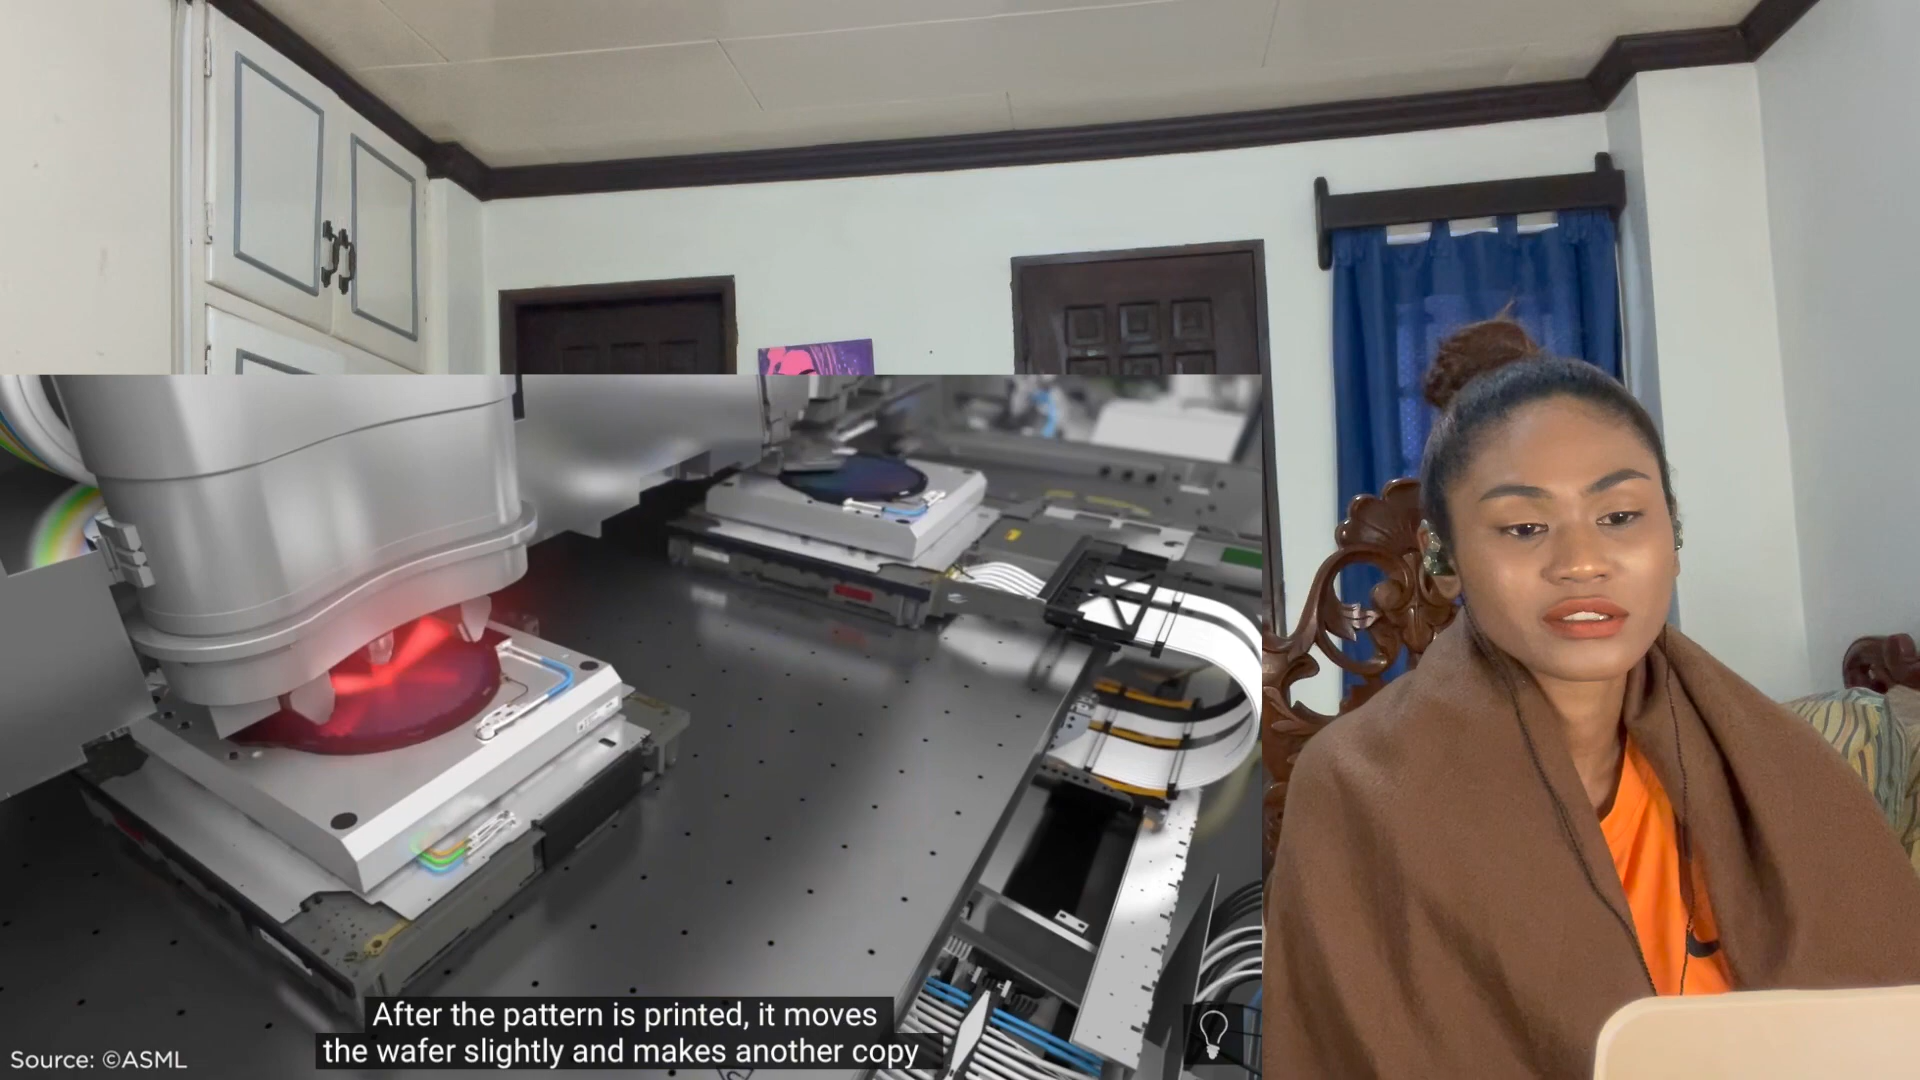 After the pattern is printed, it moves
the wafer slightly and makes another copy
Source: ©ASML